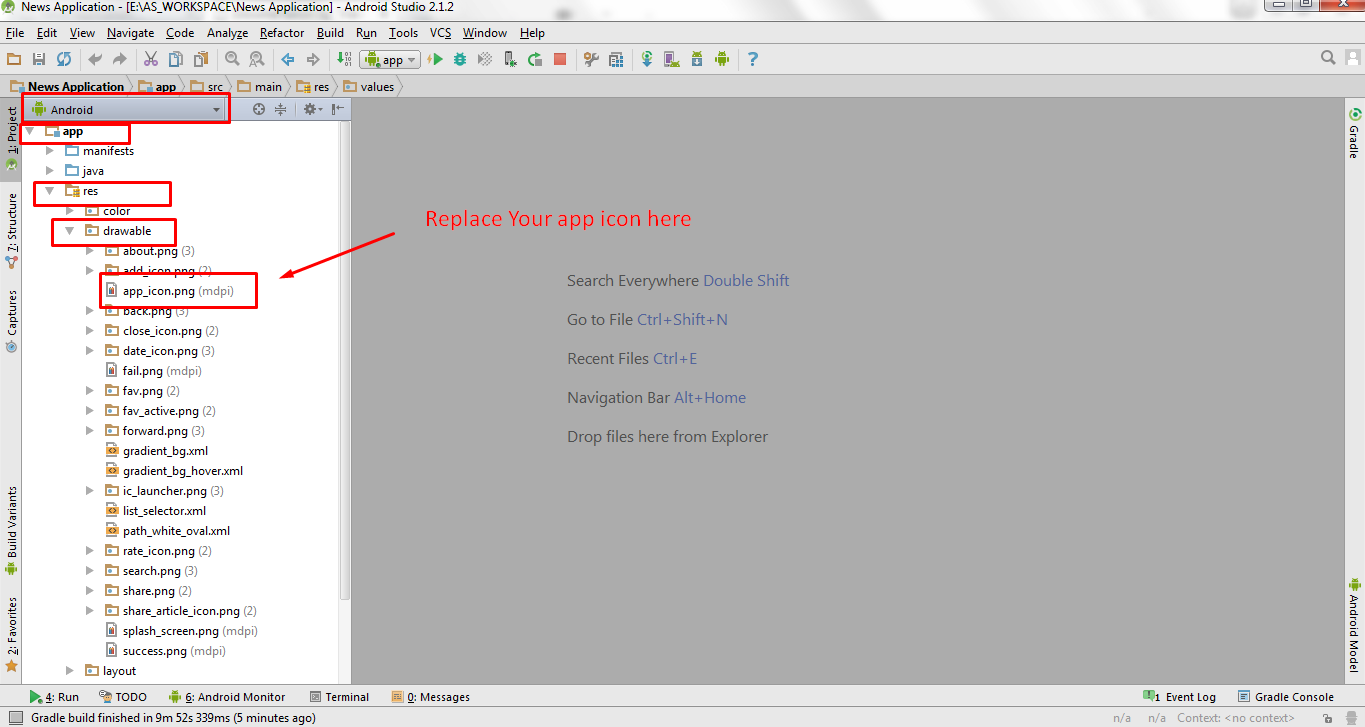 News Application - [E:\AS_WORKSPACE\News Application] - Android Studio 2.1.2
File Edit View Navigate Code Analyze Refactor Build Run Tools VCS Window Help
app
News Application app src main res values
Android
1: Project
7: Structure
Captures
Build Variants
2: Favorites
app
manifests
java
res
color
drawable
about.png (3)
add_icon.png (2)
app_icon.png (mdpi)
back.png (3)
close_icon.png (2)
date_icon.png (3)
fail.png (mdpi)
fav.png (2)
fav_active.png (2)
forward.png (3)
gradient_bg.xml
gradient_bg_hover.xml
ic_launcher.png (3)
list_selector.xml
path_white_oval.xml
rate_icon.png (2)
search.png (3)
share.png (2)
share_article_icon.png (2)
splash_screen.png (mdpi)
success.png (mdpi)
layout
Replace Your app icon here
Search Everywhere Double Shift
Go to File Ctrl+Shift+N
Recent Files Ctrl+E
Navigation Bar Alt+Home
Drop files here from Explorer
Gradle
Android Model
4: Run TODO 6: Android Monitor Terminal 0: Messages 1 Event Log Gradle Console
Gradle build finished in 9m 52s 339ms (5 minutes ago) n/a n/a Context: <no context>